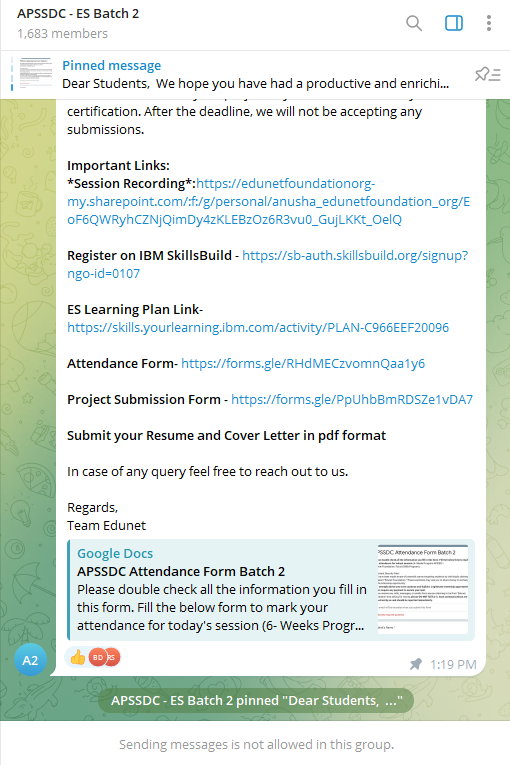 APSSDC - ES Batch 2
1,683 members
Pinned message
Dear Students, We hope you have had a productive and enrichi...
certification. After the deadline, we will not be accepting any
submissions.
Important Links:
*Session Recording*:https://edunetfoundationorg-
my.sharepoint.com/:f:/g/personal/anusha_edunetfoundation_org/E
oF6QWRyhCZNjQimDy4zKLEBzOz6R3vu0_GujLKKt_OelQ
Register on IBM SkillsBuild - https://sb-auth.skillsbuild.org/signup?
ngo-id=0107
ES Learning Plan Link-
https://skills.yourlearning.ibm.com/activity/PLAN-C966EEF20096
Attendance Form- https://forms.gle/RHdMECzvomnQaa1y6
Project Submission Form - https://forms.gle/PpUhbBmRDSZe1vDA7
Submit your Resume and Cover Letter in pdf format
In case of any query feel free to reach out to us.
Regards,
Team Edunet
Google Docs
APSSDC Attendance Form Batch 2
Please double check all the information you fill in
this form. Fill the below form to mark your
attendance for today's session (6- Weeks Progr...
APSSDC Attendance Form Batch 2
A2
BD
RS
1:19 PM
APSSDC - ES Batch 2 pinned "Dear Students, ..."
Sending messages is not allowed in this group.